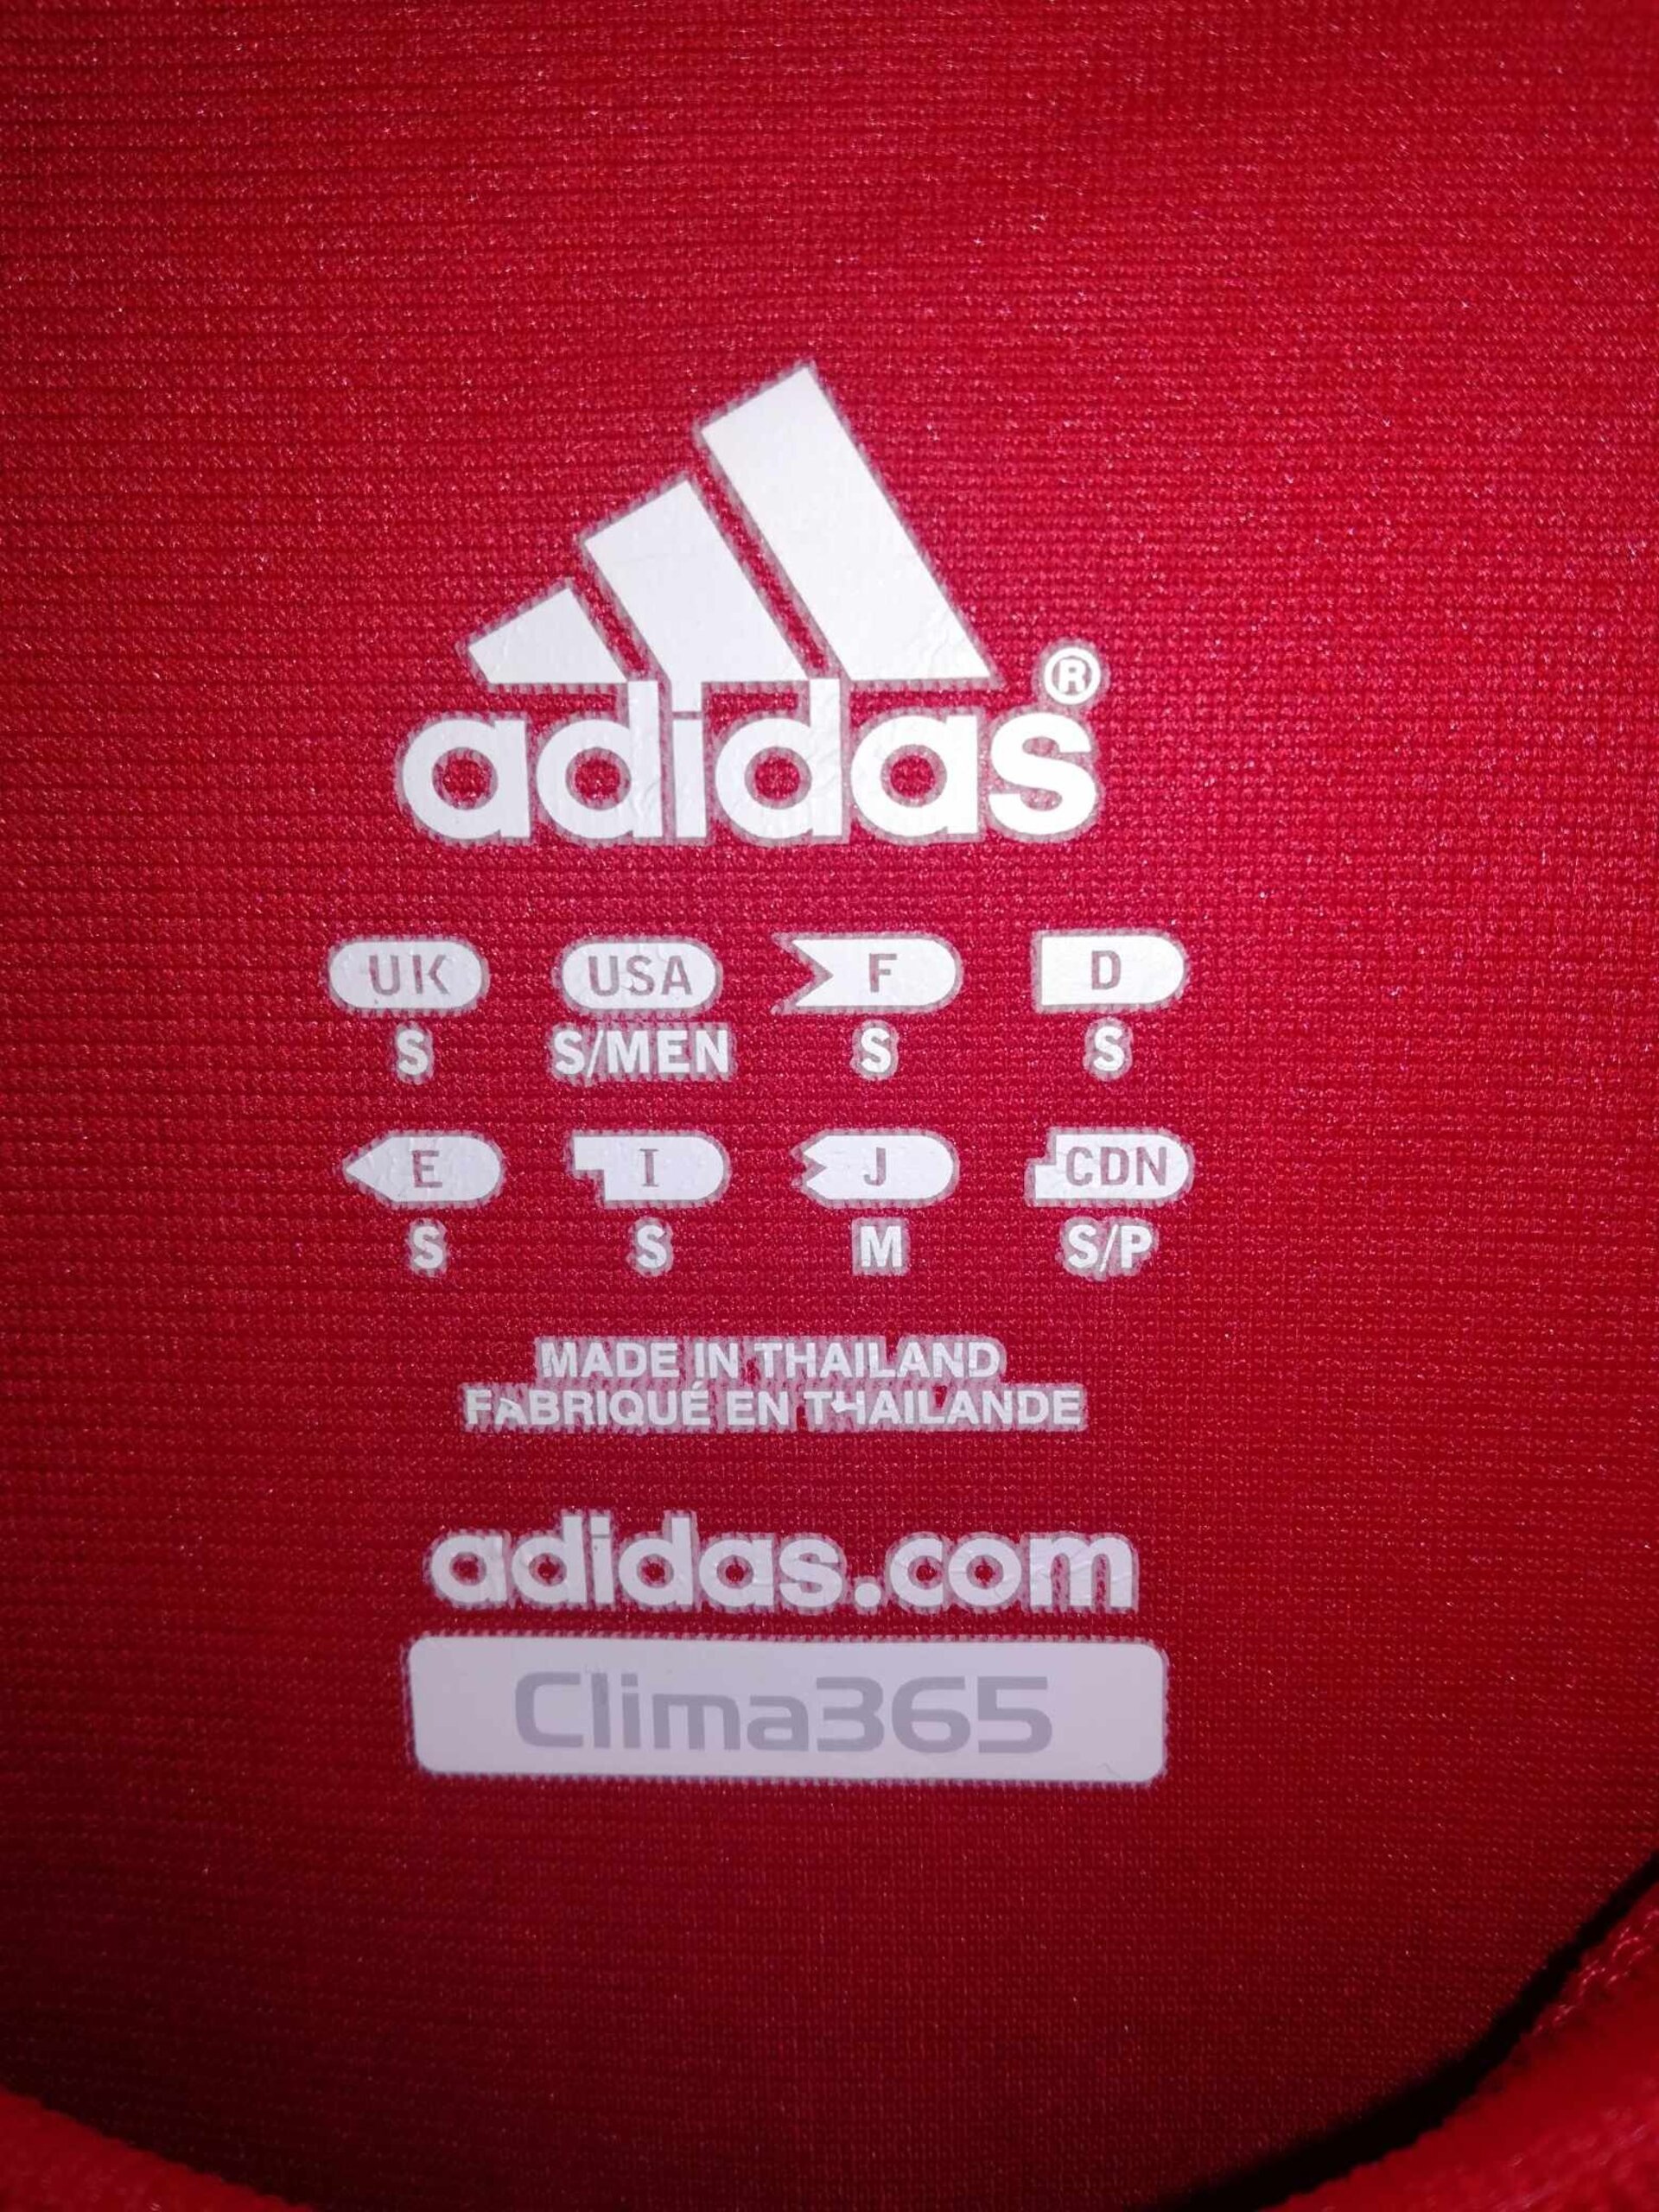 adidas®
UK USA F D
S S/MEN S S
E I J CDN
S S M S/P
MADE IN THAILAND
FABRIQUÉ EN THAILANDE
adidas.com
Clima365